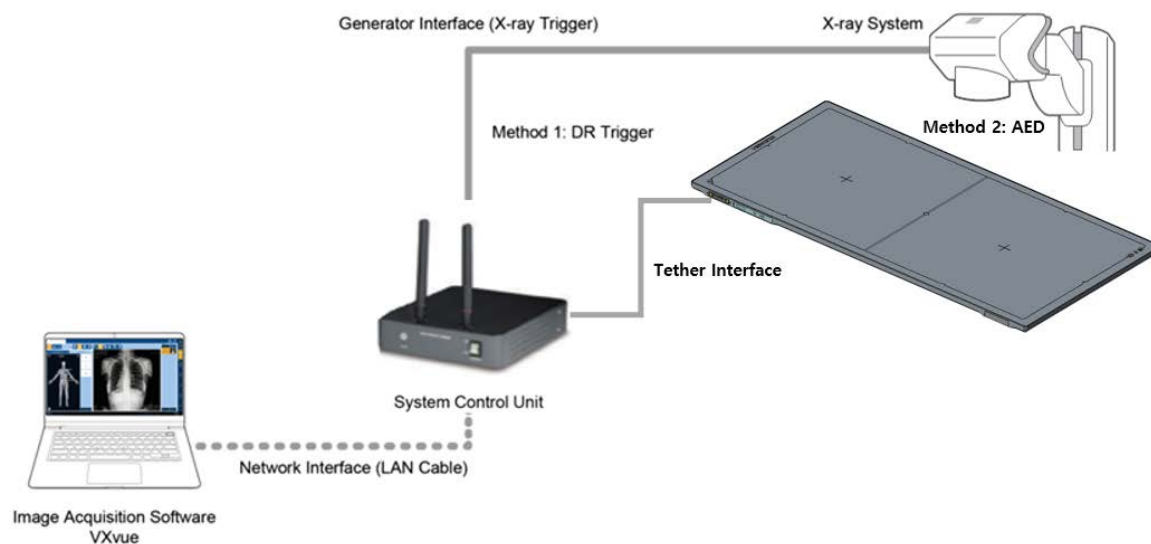 Generator Interface (X-ray Trigger)
X-ray System
Method 1: DR Trigger
Method 2: AED
Tether Interface
System Control Unit
Network Interface (LAN Cable)
Image Acquisition Software
VXvue